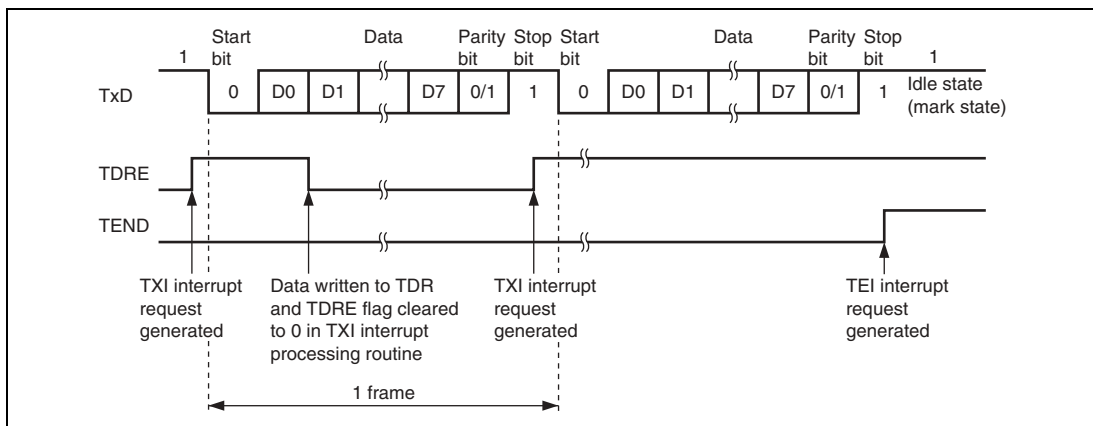 Start bit Data Parity bit Stop bit Start bit Data Parity bit Stop bit
1 1
TxD 0 D0 D1 D7 0/1 1 0 D0 D1 D7 0/1 1 Idle state (mark state)
TDRE
TEND
TXI interrupt
request
generated
Data written to TDR
and TDRE flag cleared
to 0 in TXI interrupt
processing routine
TXI interrupt
request
generated
TEI interrupt
request
generated
1 frame